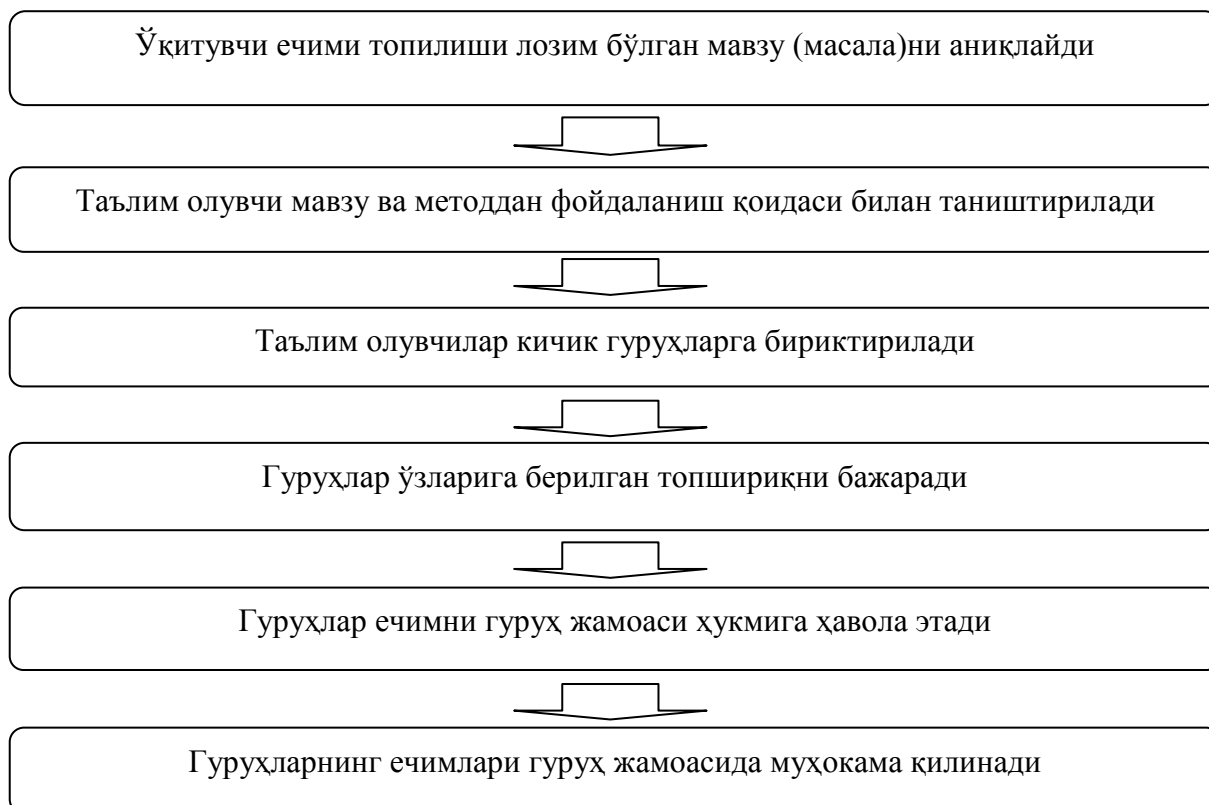 Ўқитувчи ечими топилиши лозим бўлган мавзу (масала)ни аниқлайди
Таълим олувчи мавзу ва методдан фойдаланиш қоидаси билан таништирилади
Таълим олувчилар кичик гуруҳларга бириктирилади
Гуруҳлар ўзларига берилган топшириқни бажаради
Гуруҳлар ечимни гуруҳ жамоаси ҳукмига ҳавола этади
Гуруҳларнинг ечимлари гуруҳ жамоасида муҳокама қилинади